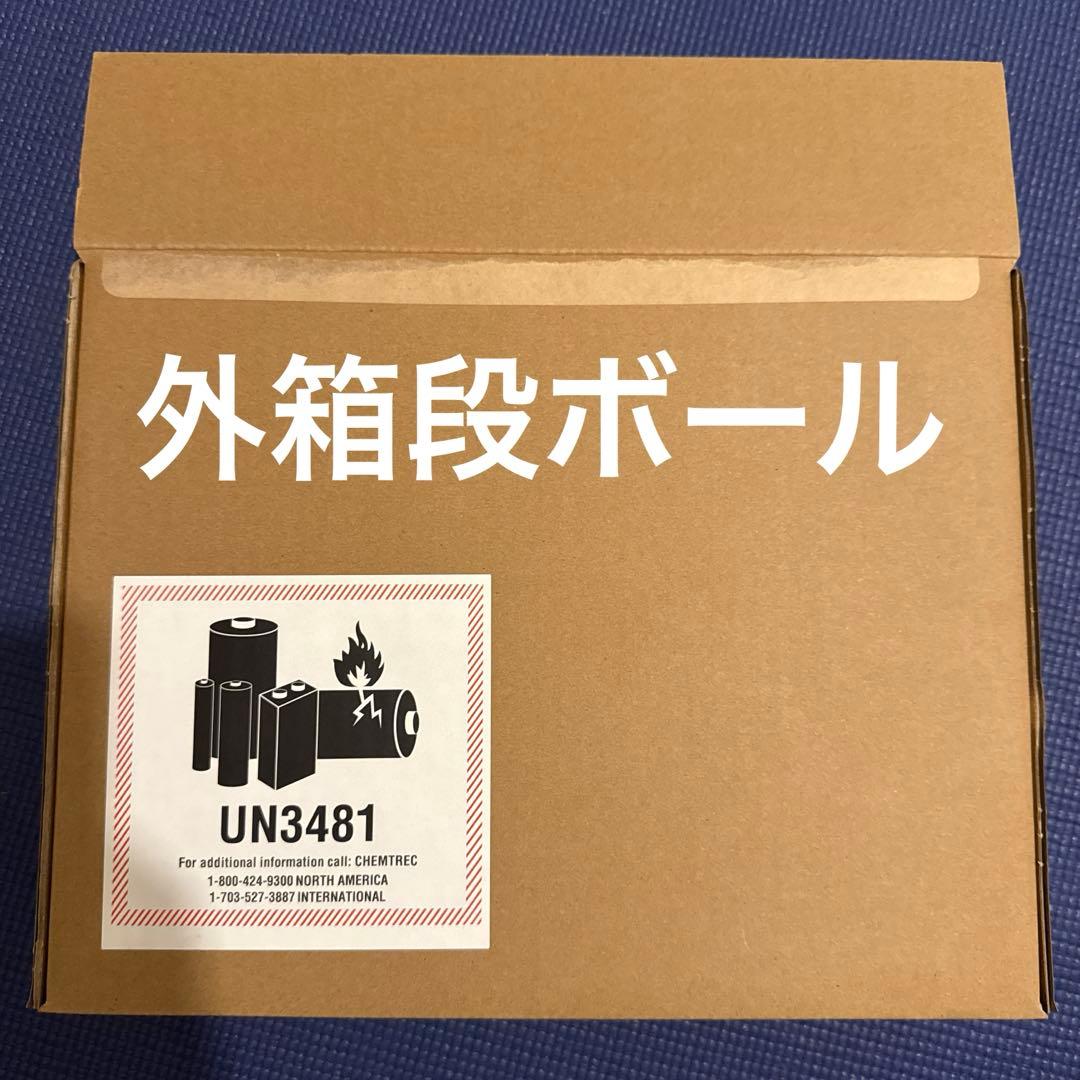 外箱段ボール
UN3481
For additional information call: CHEMTREC
1-800-424-9300 NORTH AMERICA
1-703-527-3887 INTERNATIONAL